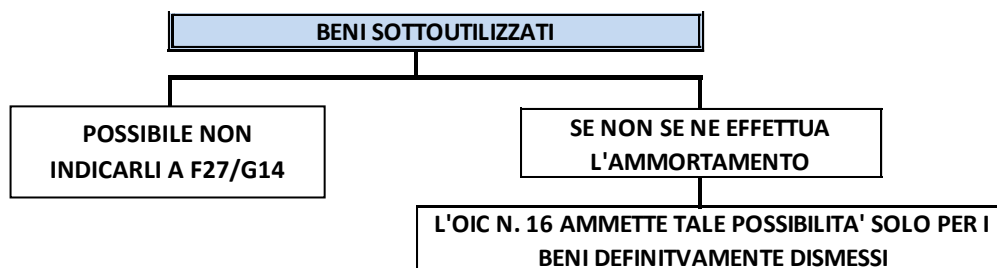 BENI SOTTOUTILIZZATI
POSSIBILE NON
INDICARLI A F27/G14
SE NON SE NE EFFETTUA
L'AMMORTAMENTO
L'OIC N. 16 AMMETTE TALE POSSIBILITA' SOLO PER I
BENI DEFINITVAMENTE DISMESSI